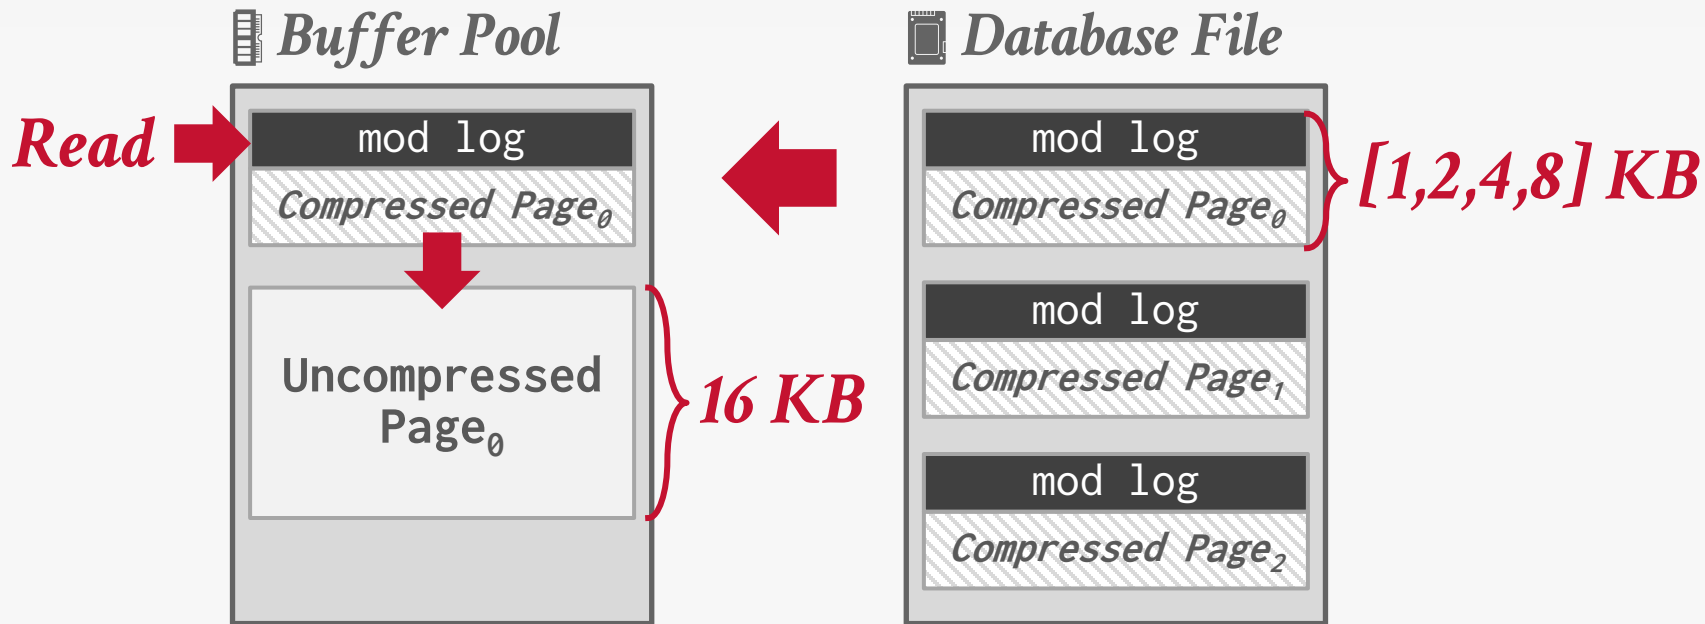 Buffer Pool
Database File
Read
mod log
Compressed Page₀
Uncompressed
Page₀
16 KB
mod log
Compressed Page₀
[1,2,4,8] KB
mod log
Compressed Page₁
mod log
Compressed Page₂